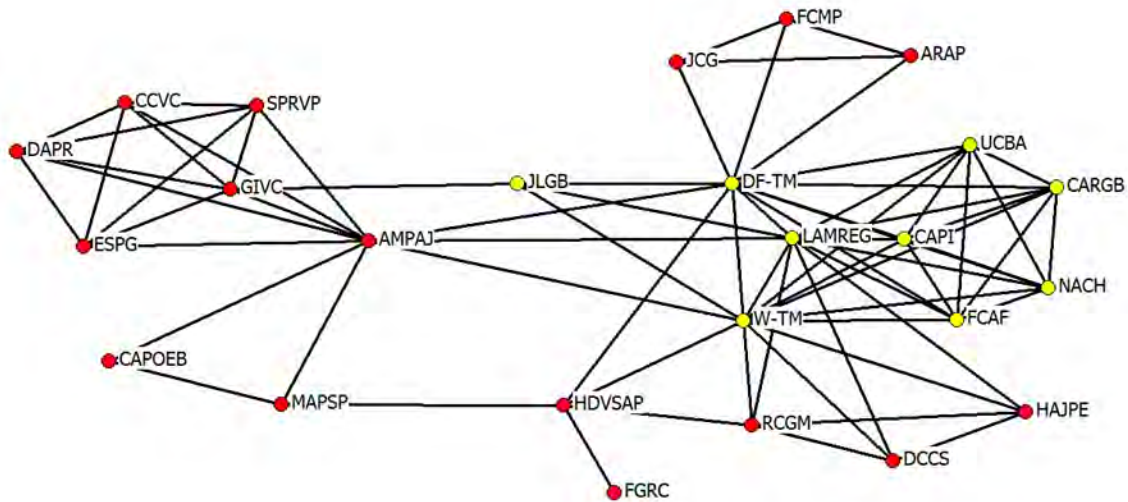 FCMP
JCG
ARAP
CCVC
SPRVP
DAPR
UCBA
GIVC
JLGB
DF-TM
CARGB
ESPG
AMPAJ
LAMREG
CAPI
NACH
W-TM
FCAF
CAPOEB
MAPSP
HDVSAP
RCGM
HAJPE
DCCS
FGRC